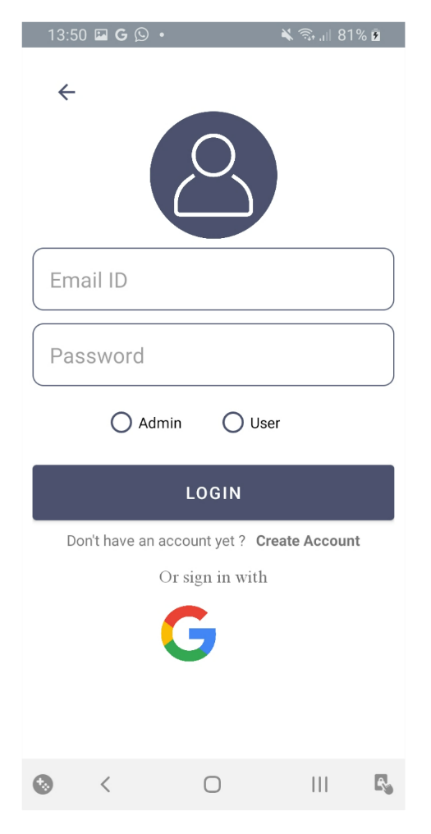 13:50 G 81%
Email ID
Password
Admin User
LOGIN
Don't have an account yet ? Create Account
Or sign in with
G